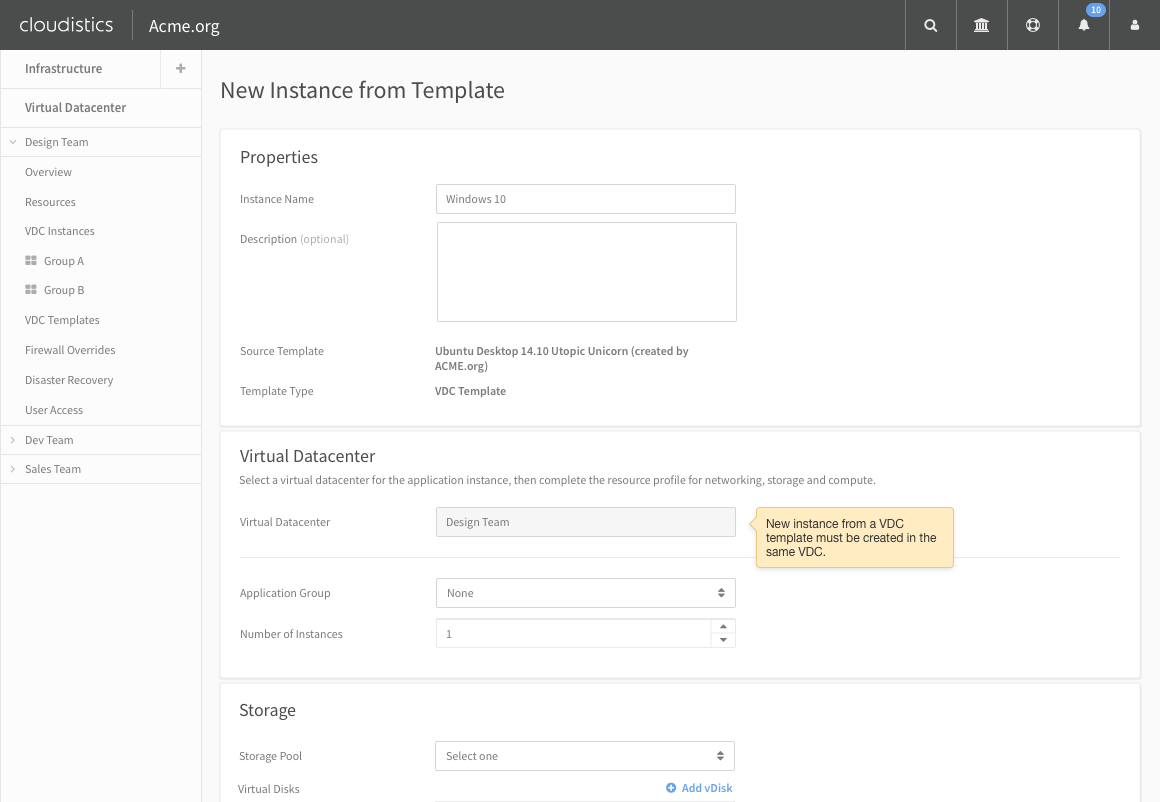 cloudistics
Acme.org
10
Infrastructure
Virtual Datacenter
Design Team
Overview
Resources
VDC Instances
Group A
Group B
VDC Templates
Firewall Overrides
Disaster Recovery
User Access
Dev Team
Sales Team
New Instance from Template
Properties
Instance Name
Windows 10
Description (optional)
Source Template
Ubuntu Desktop 14.10 Utopic Unicorn (created by
ACME.org)
Template Type
VDC Template
Virtual Datacenter
Select a virtual datacenter for the application instance, then complete the resource profile for networking, storage and compute.
Virtual Datacenter
Design Team
New instance from a VDC
template must be created in the
same VDC.
Application Group
None
Number of Instances
1
Storage
Storage Pool
Select one
Virtual Disks
Add vDisk